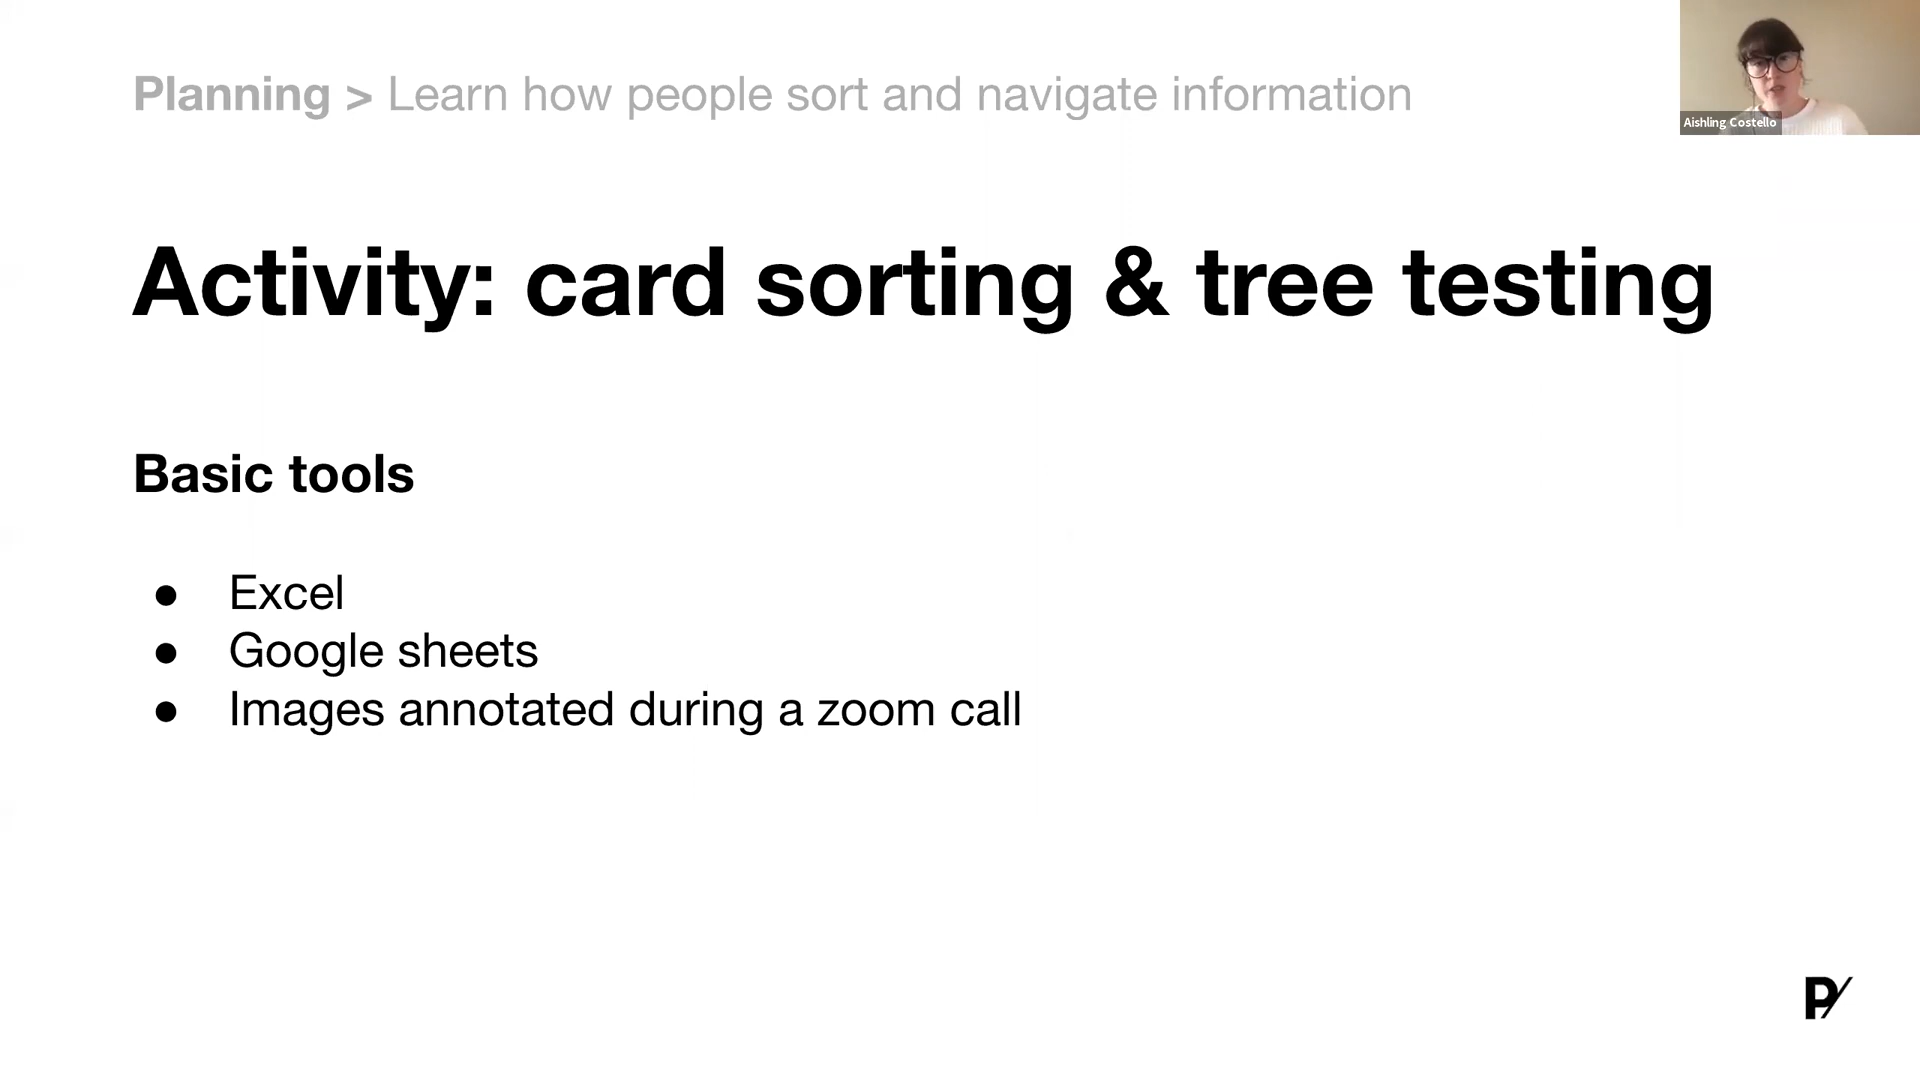 Planning > Learn how people sort and navigate information
Aishling Costello
Activity: card sorting & tree testing
Basic tools
● Excel
● Google sheets
● Images annotated during a zoom call
P/